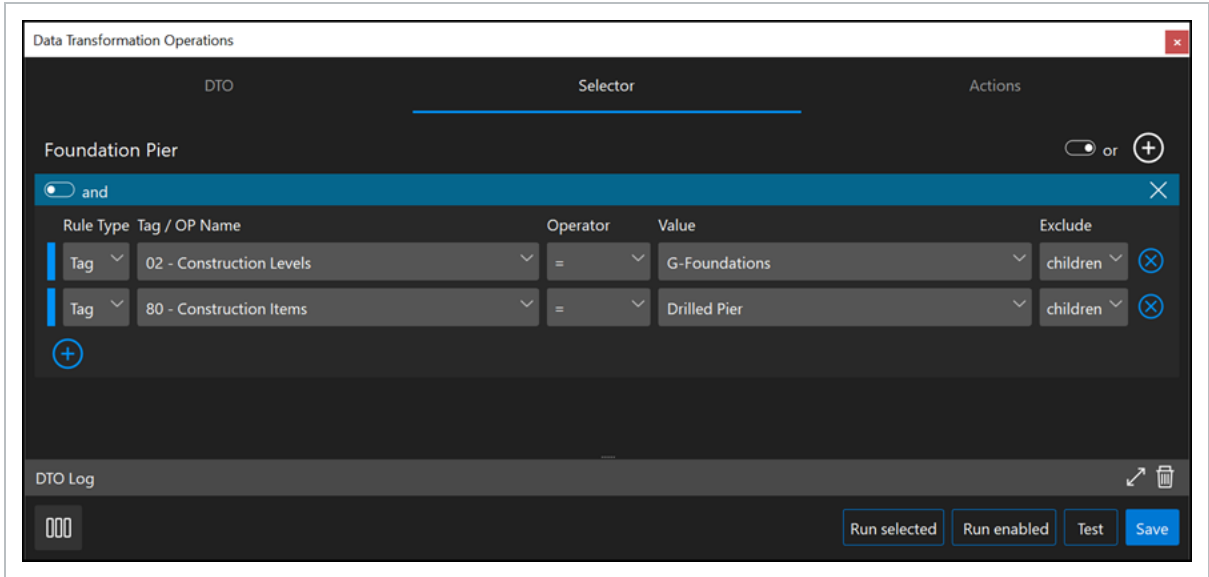 Data Transformation Operations
DTO Selector Actions
Foundation Pier or
and
Rule Type Tag / OP Name Operator Value Exclude
Tag 02 - Construction Levels = G-Foundations children
Tag 80 - Construction Items = Drilled Pier children
DTO Log
Run selected Run enabled Test Save